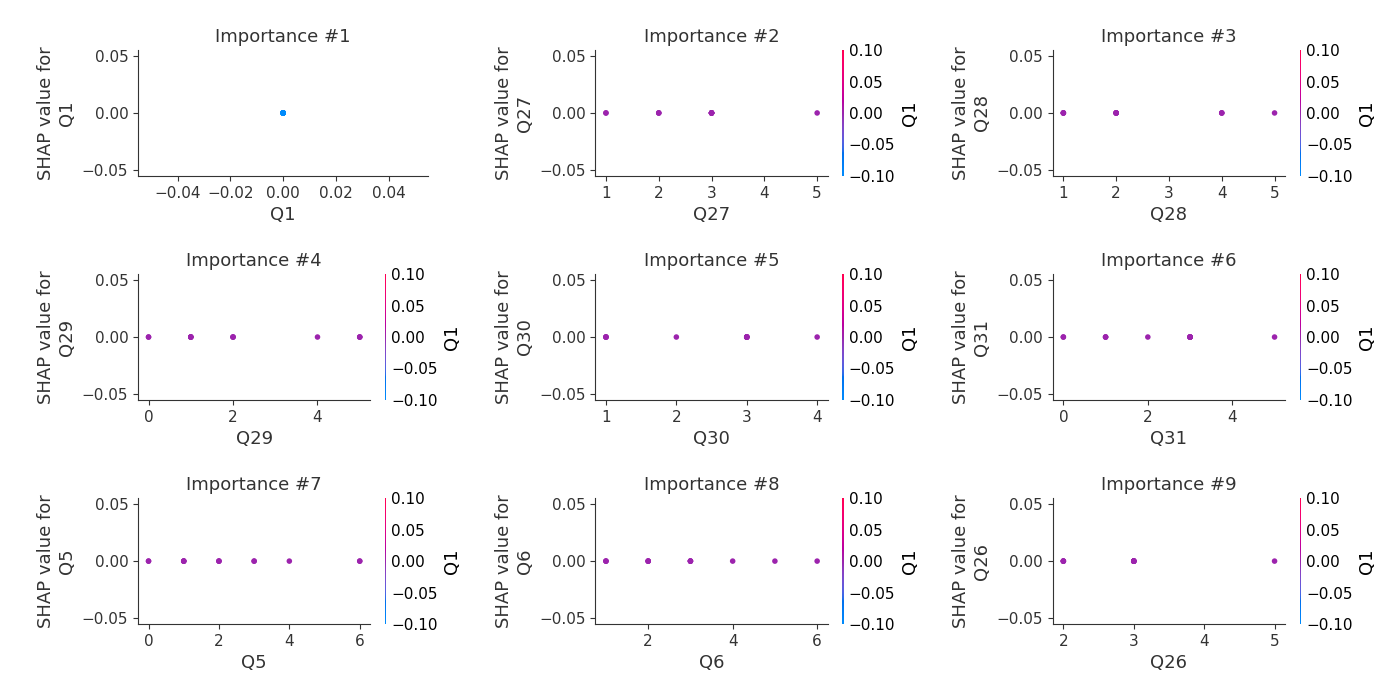 Importance #1
SHAP value for
Q1
0.05
0.00
−0.05
−0.04 −0.02 0.00 0.02 0.04
Q1
Importance #2
SHAP value for
Q27
0.05
0.00
−0.05
1 2 3 4 5
Q27
0.10
0.05
0.00
−0.05
−0.10
Q1
Importance #3
SHAP value for
Q28
0.05
0.00
−0.05
1 2 3 4 5
Q28
0.10
0.05
0.00
−0.05
−0.10
Q1
Importance #4
SHAP value for
Q29
0.05
0.00
−0.05
0 2 4
Q29
0.10
0.05
0.00
−0.05
−0.10
Q1
Importance #5
SHAP value for
Q30
0.05
0.00
−0.05
1 2 3 4
Q30
0.10
0.05
0.00
−0.05
−0.10
Q1
Importance #6
SHAP value for
Q31
0.05
0.00
−0.05
0 2 4
Q31
0.10
0.05
0.00
−0.05
−0.10
Q1
Importance #7
SHAP value for
Q5
0.05
0.00
−0.05
0 2 4 6
Q5
0.10
0.05
0.00
−0.05
−0.10
Q1
Importance #8
SHAP value for
Q6
0.05
0.00
−0.05
2 4 6
Q6
0.10
0.05
0.00
−0.05
−0.10
Q1
Importance #9
SHAP value for
Q26
0.05
0.00
−0.05
2 3 4 5
Q26
0.10
0.05
0.00
−0.05
−0.10
Q1